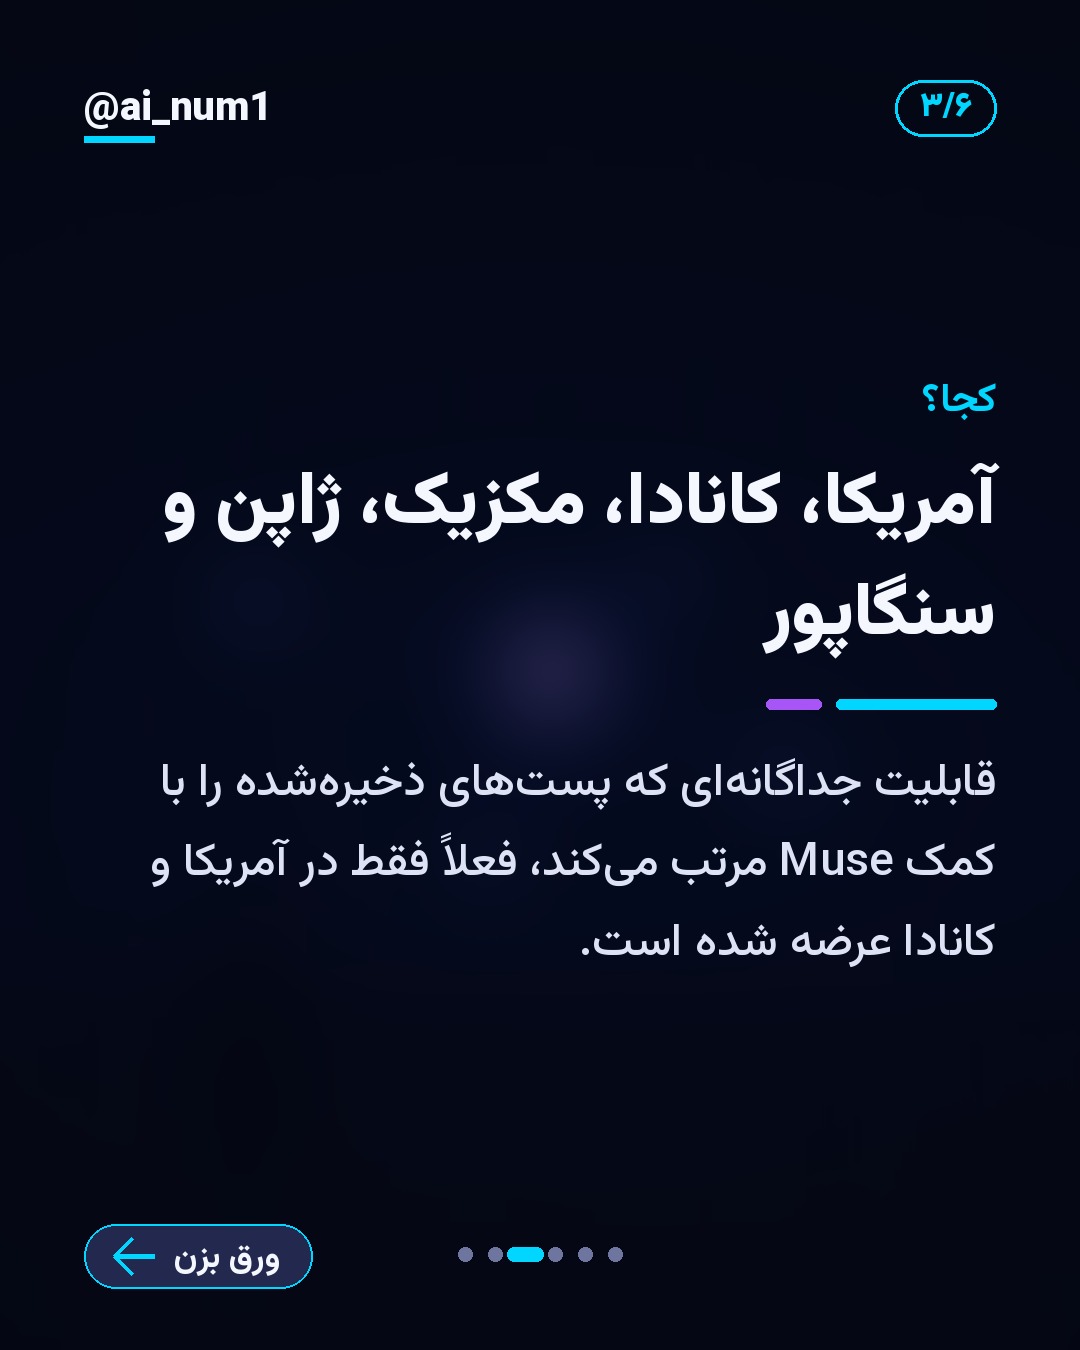 @ai_num1
۳/۶
کجا؟
آمریکا، کانادا، مکزیک، ژاپن و
سنگاپور
قابلیت جداگانه‌ای که پست‌های ذخیره‌شده را با
کمک Muse مرتب می‌کند، فعلاً فقط در آمریکا و
کانادا عرضه شده است.
ورق بزن